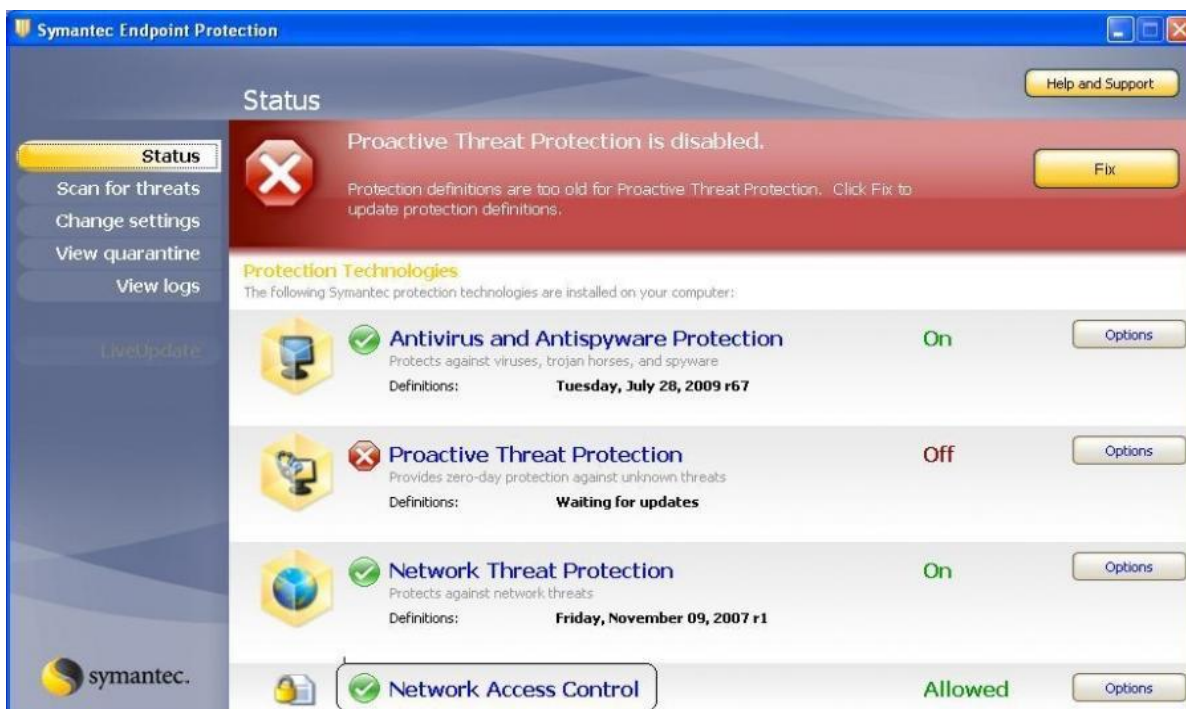 Symantec Endpoint Protection
Help and Support
Status
Status
Scan for threats
Change settings
View quarantine
View logs
LiveUpdate
Proactive Threat Protection is disabled.
Protection definitions are too old for Proactive Threat Protection. Click Fix to
update protection definitions.
Fix
Protection Technologies
The following Symantec protection technologies are installed on your computer:
Antivirus and Antispyware Protection
On
Options
Protects against viruses, trojan horses, and spyware
Definitions: Tuesday, July 28, 2009 r67
Proactive Threat Protection
Off
Options
Provides zero-day protection against unknown threats
Definitions: Waiting for updates
Network Threat Protection
On
Options
Protects against network threats
Definitions: Friday, November 09, 2007 r1
Network Access Control
Allowed
Options
symantec.